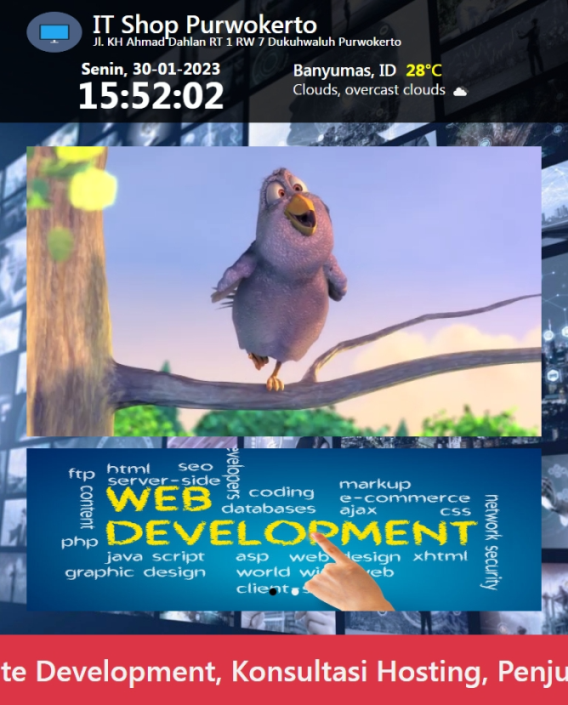 IT Shop Purwokerto
Jl. KH Ahmad Dahlan RT 1 RW 7 Dukuhwaluh Purwokerto
Senin, 30-01-2023
15:52:02
Banyumas, ID 28°C
Clouds, overcast clouds
ftp html seo
server-side
content
WEB
coding
databases
markup
e-commerce
ajax css
network security
php DEVELOPMENT
java script asp web design xhtml
graphic design world web
client
te Development, Konsultasi Hosting, Penju